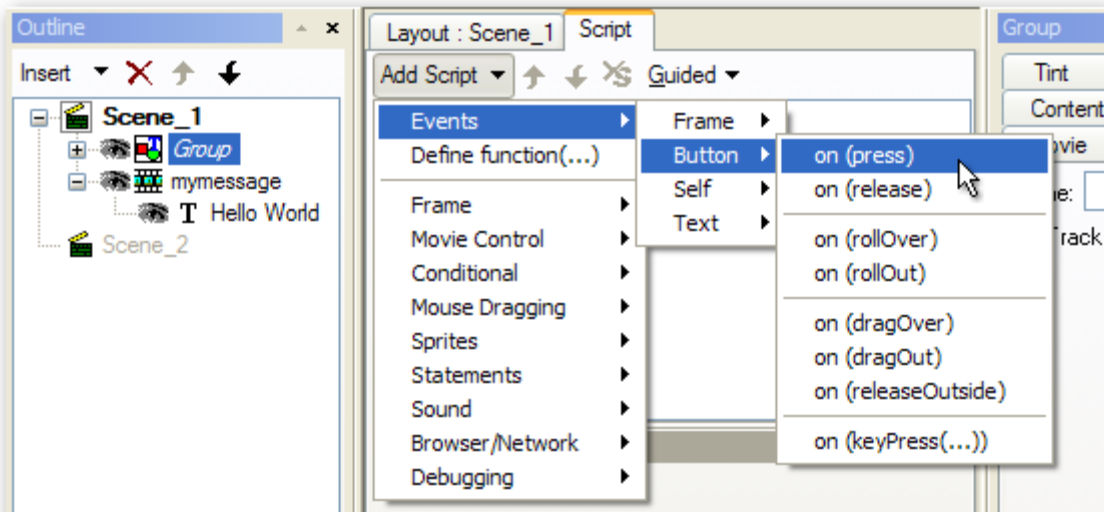 Outline
Insert
Scene_1
Group
mymessage
T Hello World
Scene_2
Layout : Scene_1
Script
Add Script
Guided
Events
Define function(...)
Frame
Movie Control
Conditional
Mouse Dragging
Sprites
Statements
Sound
Browser/Network
Debugging
Frame
Button
Self
Text
on (press)
on (release)
on (rollOver)
on (rollOut)
on (dragOver)
on (dragOut)
on (releaseOutside)
on (keyPress(...))
Group
Tint
Content